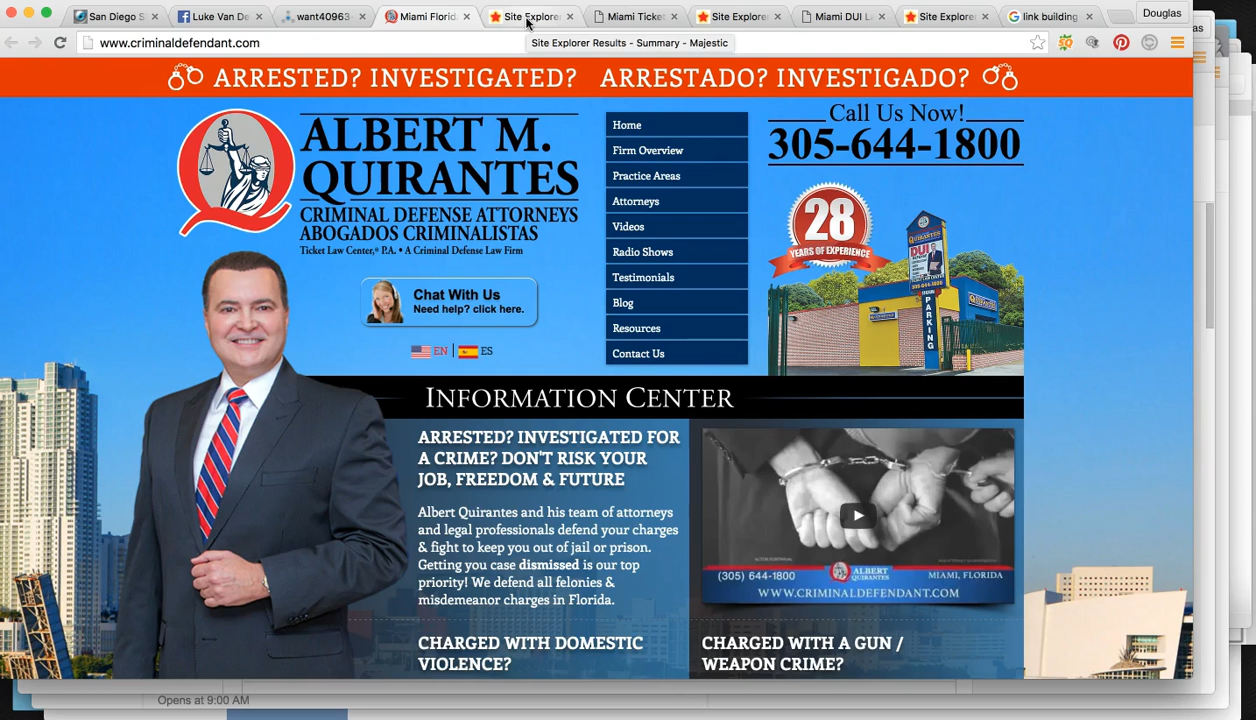 San Diego S
Luke Van De
want40963
Miami Florid
Site Explorer
Miami Ticket
Site Explorer
Miami DUI L
Site Explorer
link building
Douglas
www.criminaldefendant.com
Site Explorer Results - Summary - Majestic
ARRESTED? INVESTIGATED? ARRESTADO? INVESTIGADO?
ALBERT M.
QUIRANTES
CRIMINAL DEFENSE ATTORNEYS
ABOGADOS CRIMINALISTAS
Ticket Law Center,® P.A. • A Criminal Defense Law Firm
Chat With Us
Need help? click here.
EN | ES
Home
Firm Overview
Practice Areas
Attorneys
Videos
Radio Shows
Testimonials
Blog
Resources
Contact Us
Call Us Now!
305-644-1800
28
YEARS OF EXPERIENCE
QUIRANTES
DUI
PARKING
INFORMATION CENTER
ARRESTED? INVESTIGATED FOR
A CRIME? DON'T RISK YOUR
JOB, FREEDOM & FUTURE
Albert Quirantes and his team of attorneys
and legal professionals defend your charges
& fight to keep you out of jail or prison.
Getting you case dismissed is our top
priority! We defend all felonies &
misdemeanor charges in Florida.
(305) 644-1800
ALBERT
QUIRANTES
MIAMI, FLORIDA
WWW.CRIMINALDEFENDANT.COM
CHARGED WITH DOMESTIC
VIOLENCE?
CHARGED WITH A GUN /
WEAPON CRIME?
Opens at 9:00 AM